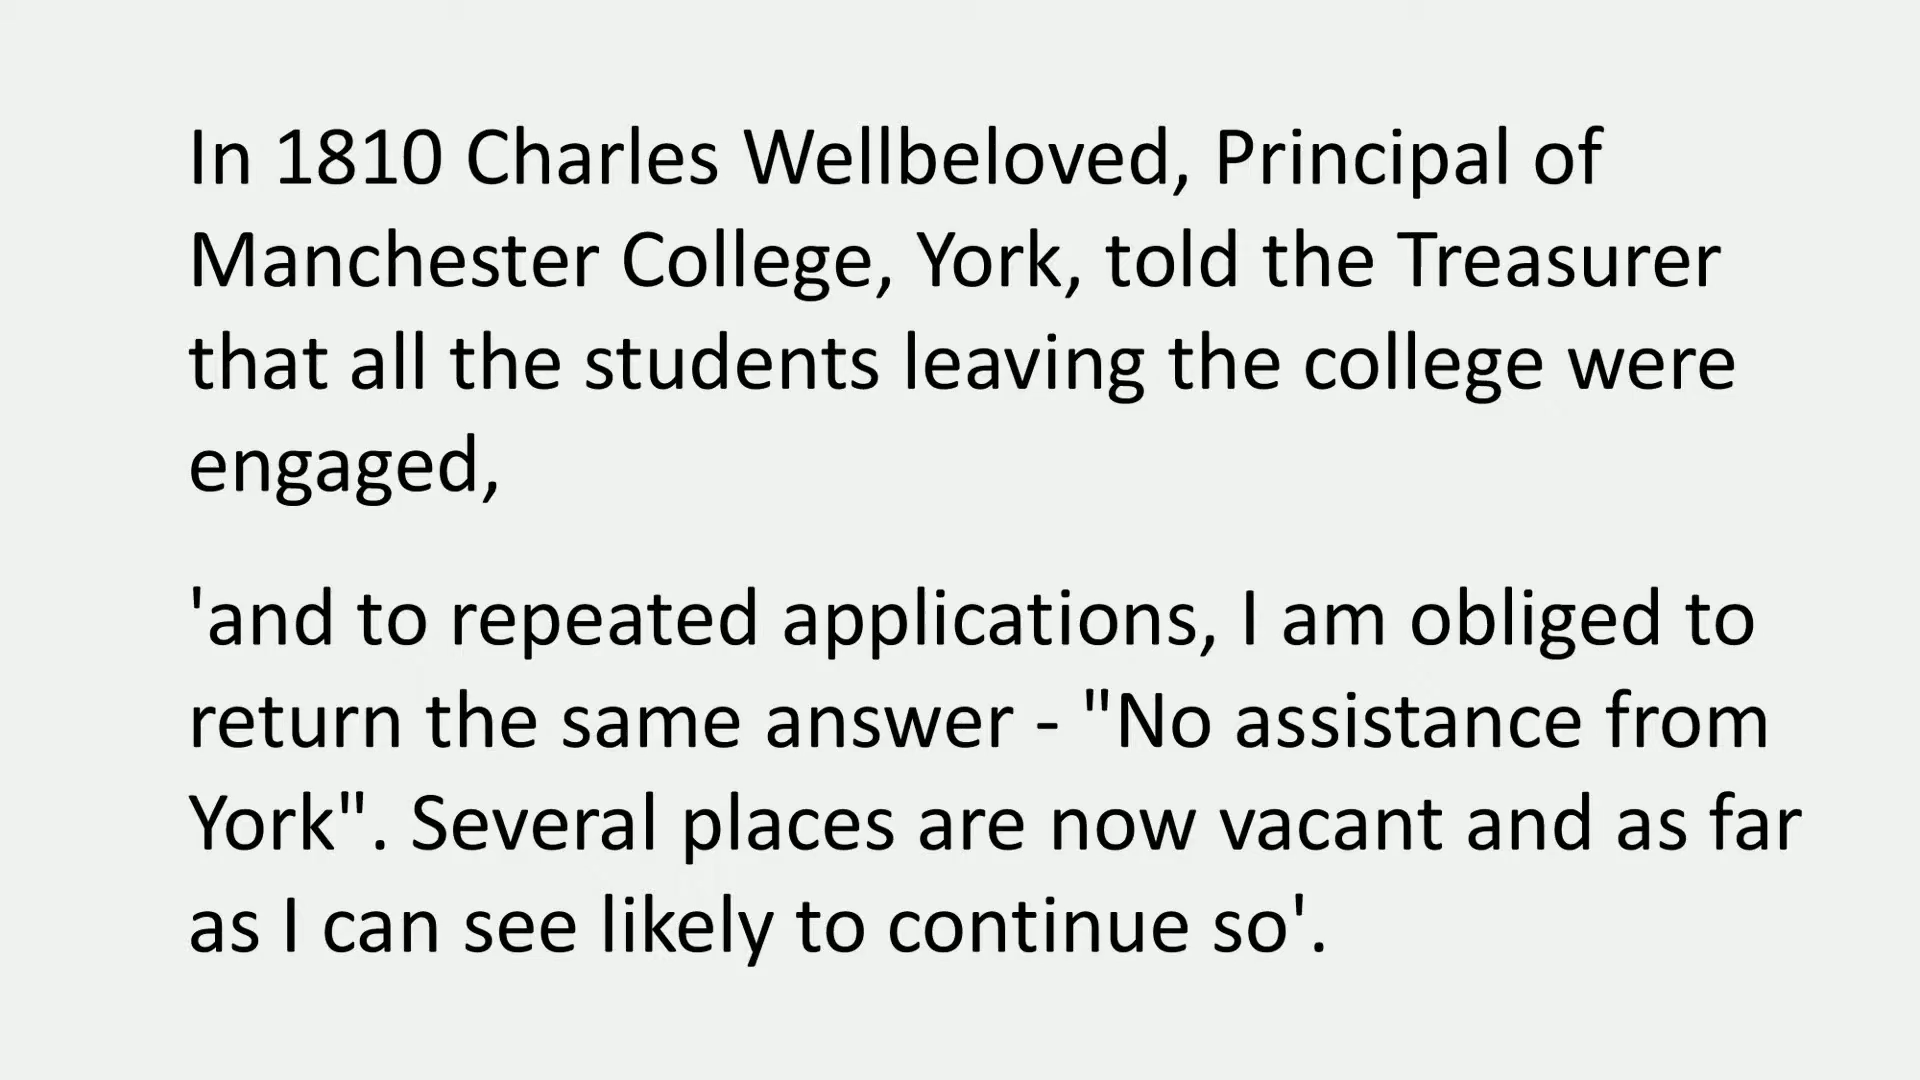 In 1810 Charles Wellbeloved, Principal of
Manchester College, York, told the Treasurer
that all the students leaving the college were
engaged,
'and to repeated applications, I am obliged to
return the same answer - "No assistance from
York". Several places are now vacant and as far
as I can see likely to continue so'.